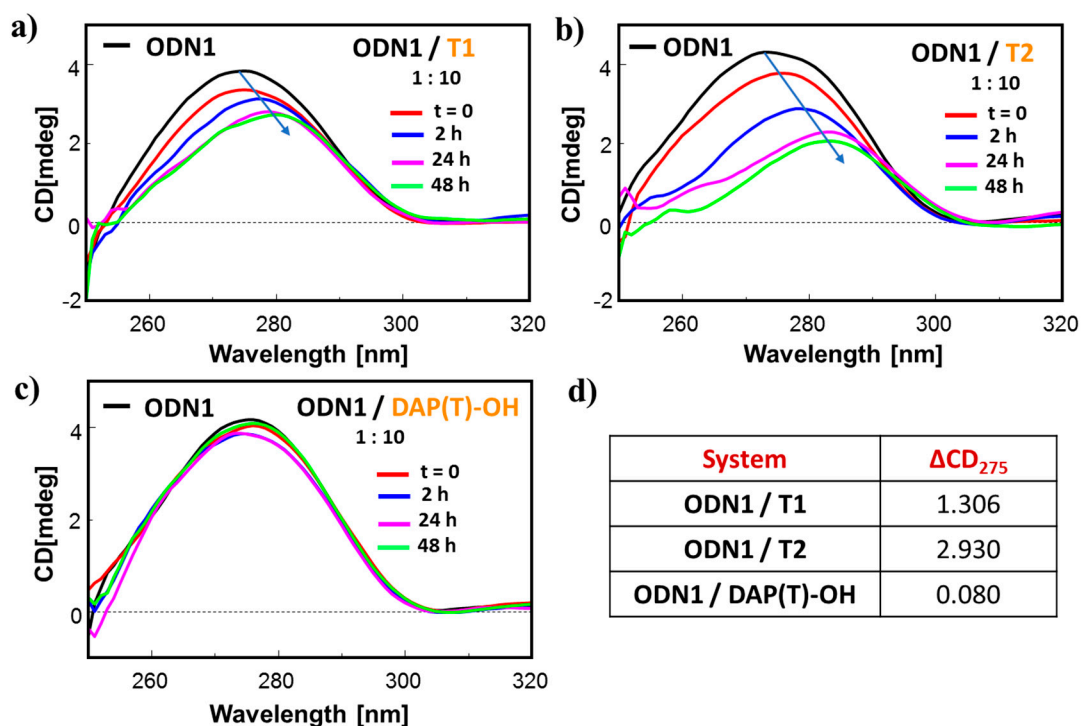 a)
ODN1
ODN1 / T1
1 : 10
t = 0
2 h
24 h
48 h
CD[mdeg]
4
2
0
-2
260 280 300 320
Wavelength [nm]
b)
ODN1
ODN1 / T2
1 : 10
t = 0
2 h
24 h
48 h
CD[mdeg]
4
2
0
-2
260 280 300 320
Wavelength [nm]
c)
ODN1
ODN1 / DAP(T)-OH
1 : 10
t = 0
2 h
24 h
48 h
CD[mdeg]
4
2
0
260 280 300 320
Wavelength [nm]
d)
System ΔCD₂₇₅
ODN1 / T1 1.306
ODN1 / T2 2.930
ODN1 / DAP(T)-OH 0.080